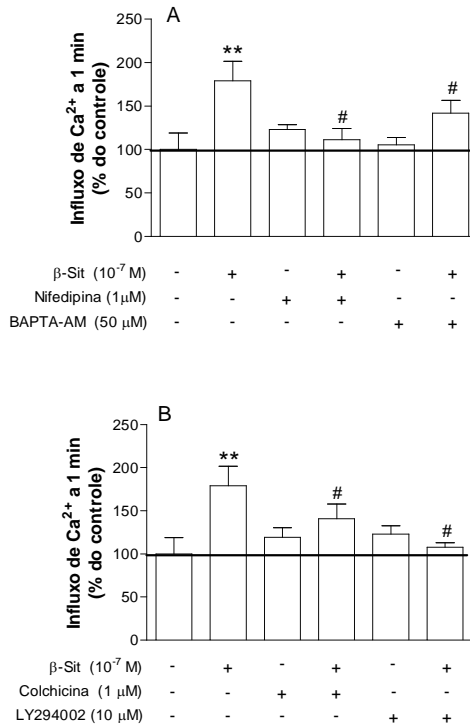 A
250
200
150
100
50
0
Influxo de Ca²⁺ a 1 min
(% do controle)
** # #
β-Sit (10⁻⁷ M) - + - + - +
Nifedipina (1μM) - - + + - -
BAPTA-AM (50 μM) - - - - + +
B
250
200
150
100
50
0
Influxo de Ca²⁺ a 1 min
(% do controle)
** # #
β-Sit (10⁻⁷ M) - + - + - +
Colchicina (1 μM) - - + + - -
LY294002 (10 μM) - - - - + +